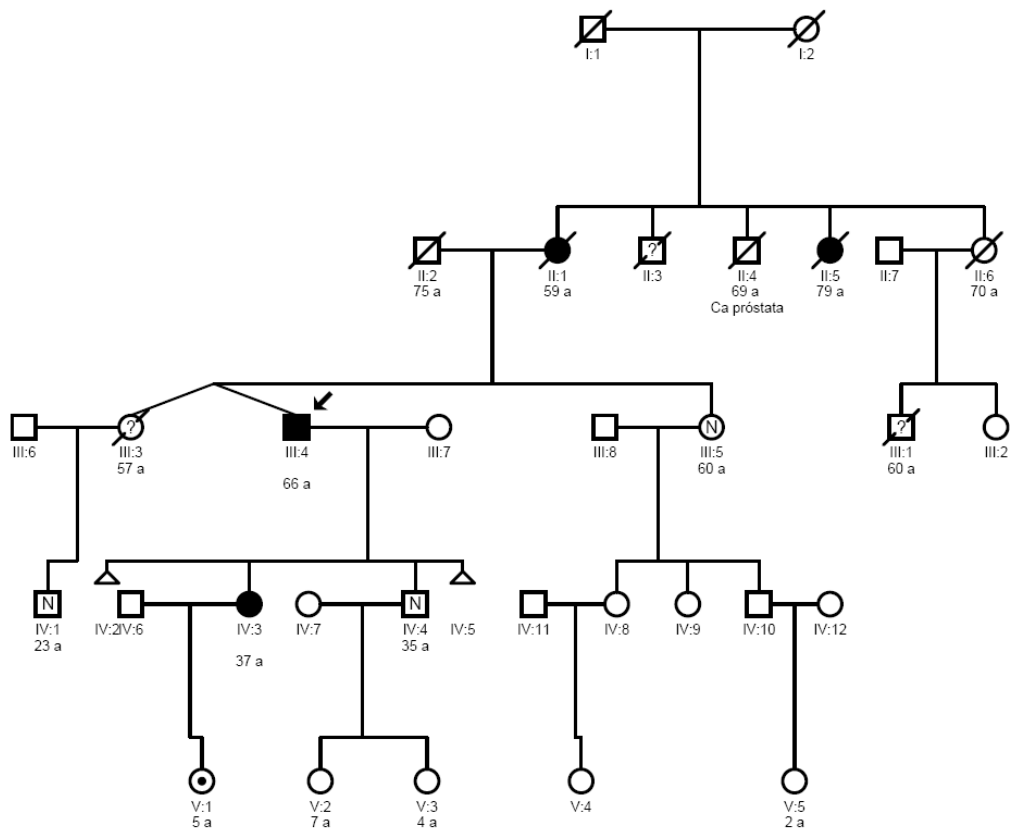 I:1 I:2
II:2 II:1 II:3 II:4 II:5 II:7 II:6
75 a 59 a 69 a 79 a 70 a
Ca próstata
? 
? N ?
III:6 III:3 III:4 III:7 III:8 III:5 III:1 III:2
57 a 60 a 60 a
66 a
N N
IV:1 IV:2 IV:6 IV:3 IV:7 IV:4 IV:5 IV:11 IV:8 IV:9 IV:10 IV:12
23 a 35 a
37 a
V:1 V:2 V:3 V:4 V:5
5 a 7 a 4 a 2 a